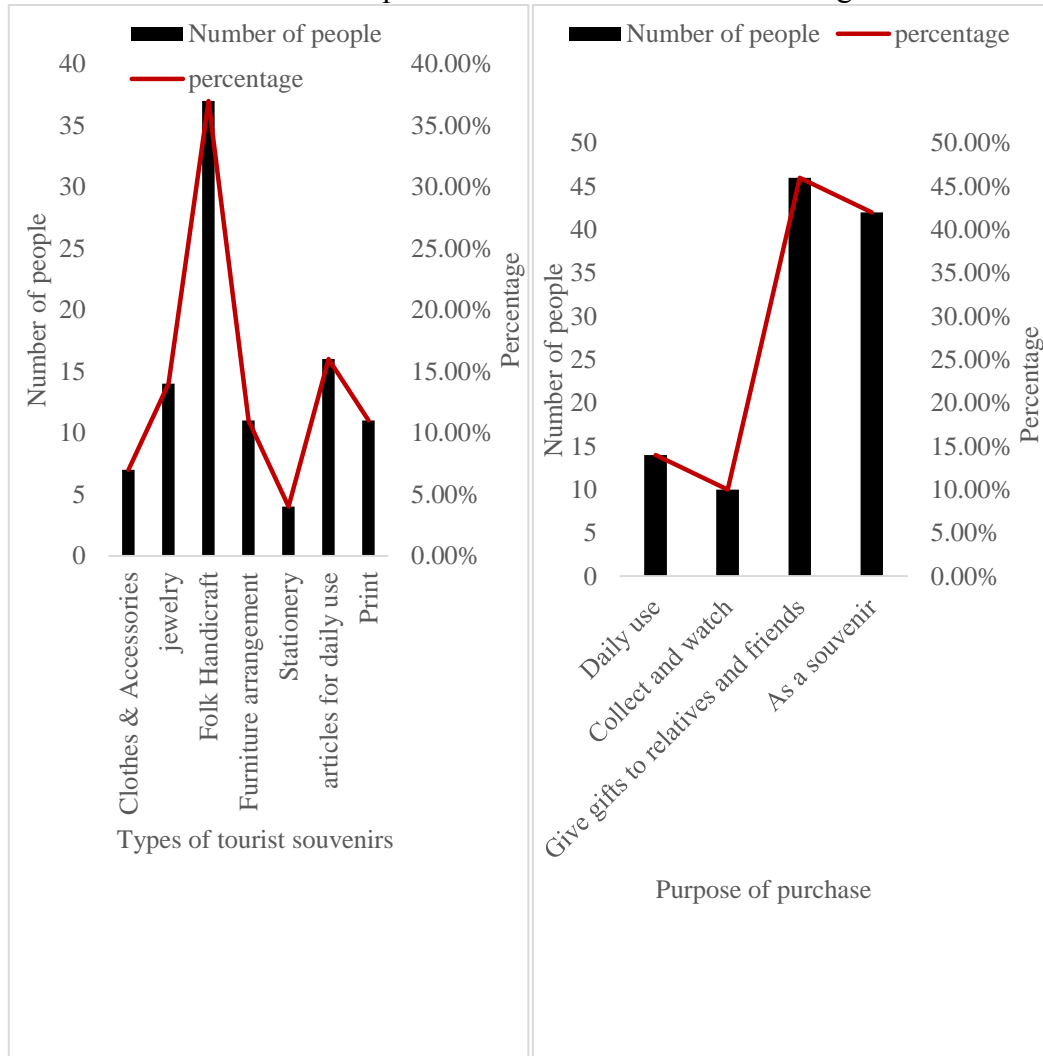 Number of people
percentage
40
35
30
25
20
15
10
5
0
40.00%
35.00%
30.00%
25.00%
20.00%
15.00%
10.00%
5.00%
0.00%
Number of people
Percentage
Clothes & Accessories
jewelry
Folk Handicraft
Furniture arrangement
Stationery
articles for daily use
Print
Types of tourist souvenirs
Number of people
percentage
50
45
40
35
30
25
20
15
10
5
0
50.00%
45.00%
40.00%
35.00%
30.00%
25.00%
20.00%
15.00%
10.00%
5.00%
0.00%
Number of people
Percentage
Daily use
Collect and watch
Give gifts to relatives and friends
As a souvenir
Purpose of purchase